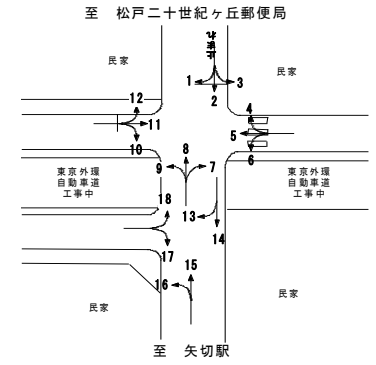 至 松戸二十世紀ヶ丘郵便局
止まれ
民家
民家
1
3
2
12
11
10
4
5
6
8
9
7
東京外環
自動車道
工事中
東京外環
自動車道
工事中
18
13
14
17
15
16
民家
民家
至 矢切駅